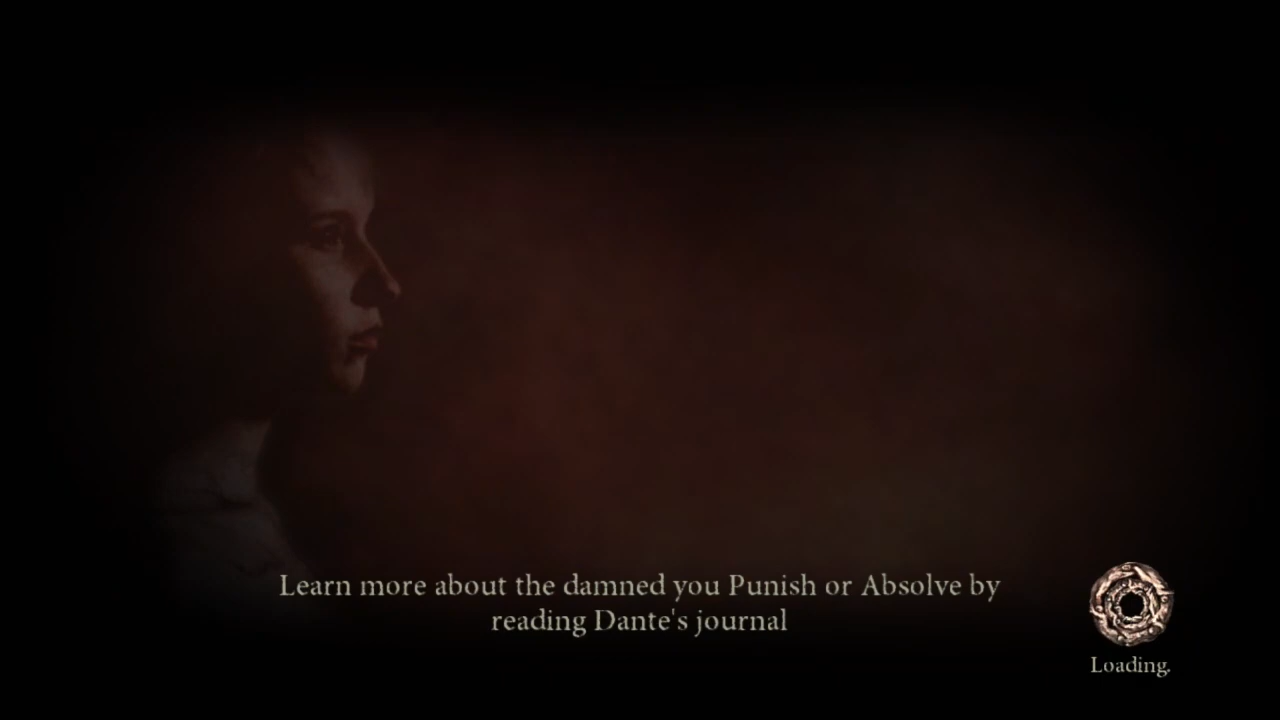 Learn more about the damned you Punish or Absolve by
reading Dante's journal
Loading.